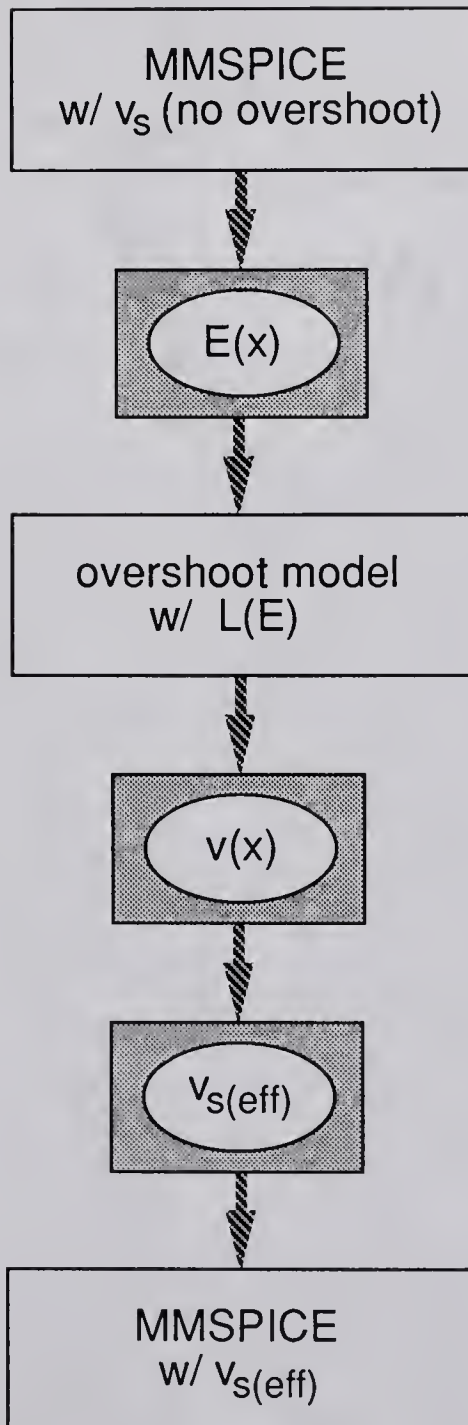 MMSPICE
w/ vs (no overshoot)
E(x)
overshoot model
w/ L(E)
v(x)
vs(eff)
MMSPICE
w/ vs(eff)